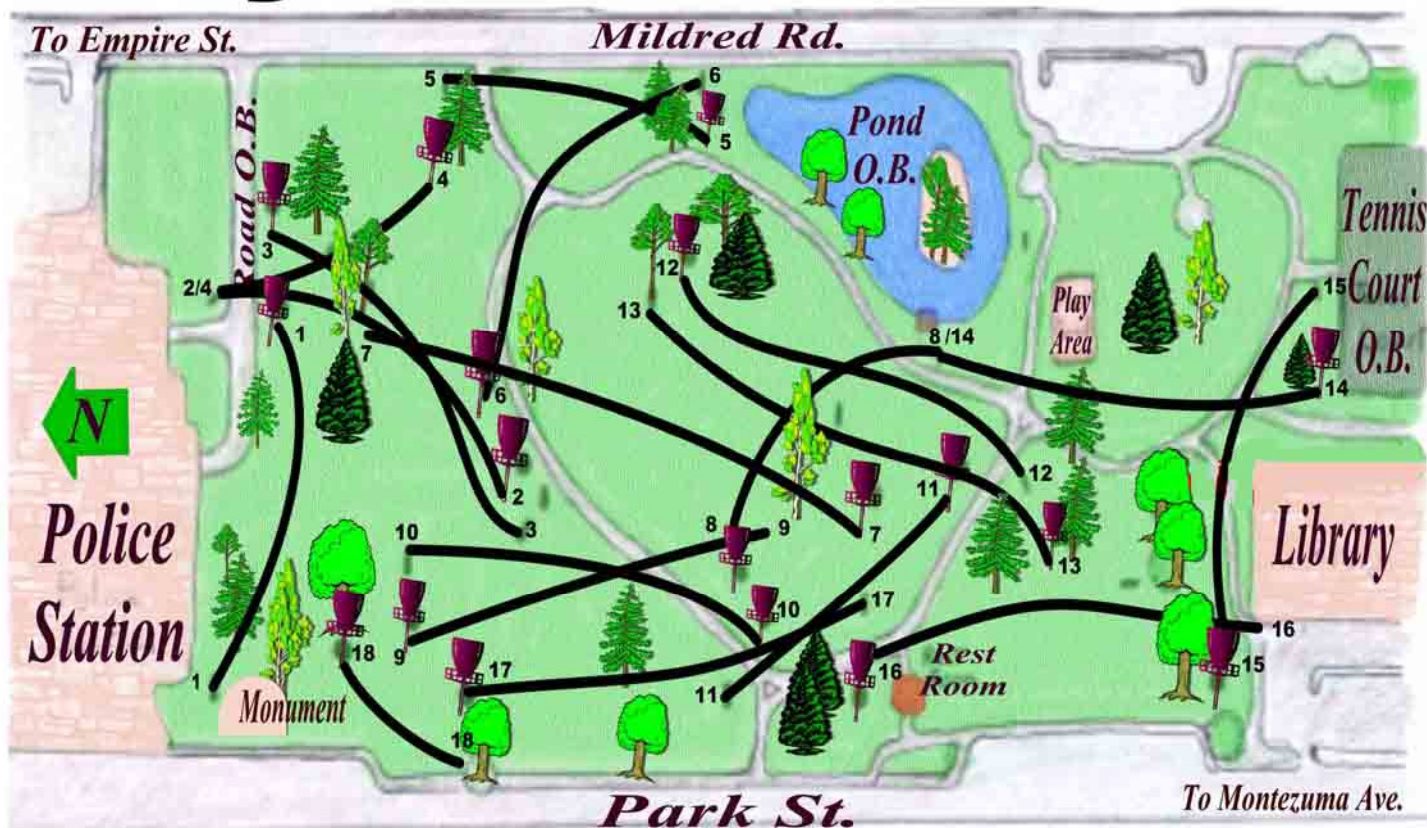 To Empire St.
Mildred Rd.
5
6
5
Pond
O.B.
Road O.B.
4
3
Tennis
Court
O.B.
12
2/4
1
7
13
8/14
Play
Area
15
14
6
N
2
3
12
11
Police
Station
10
8
9
7
13
Library
9
10
17
16
18
17
11
16
Rest
Room
15
1
Monument
18
Park St.
To Montezuma Ave.